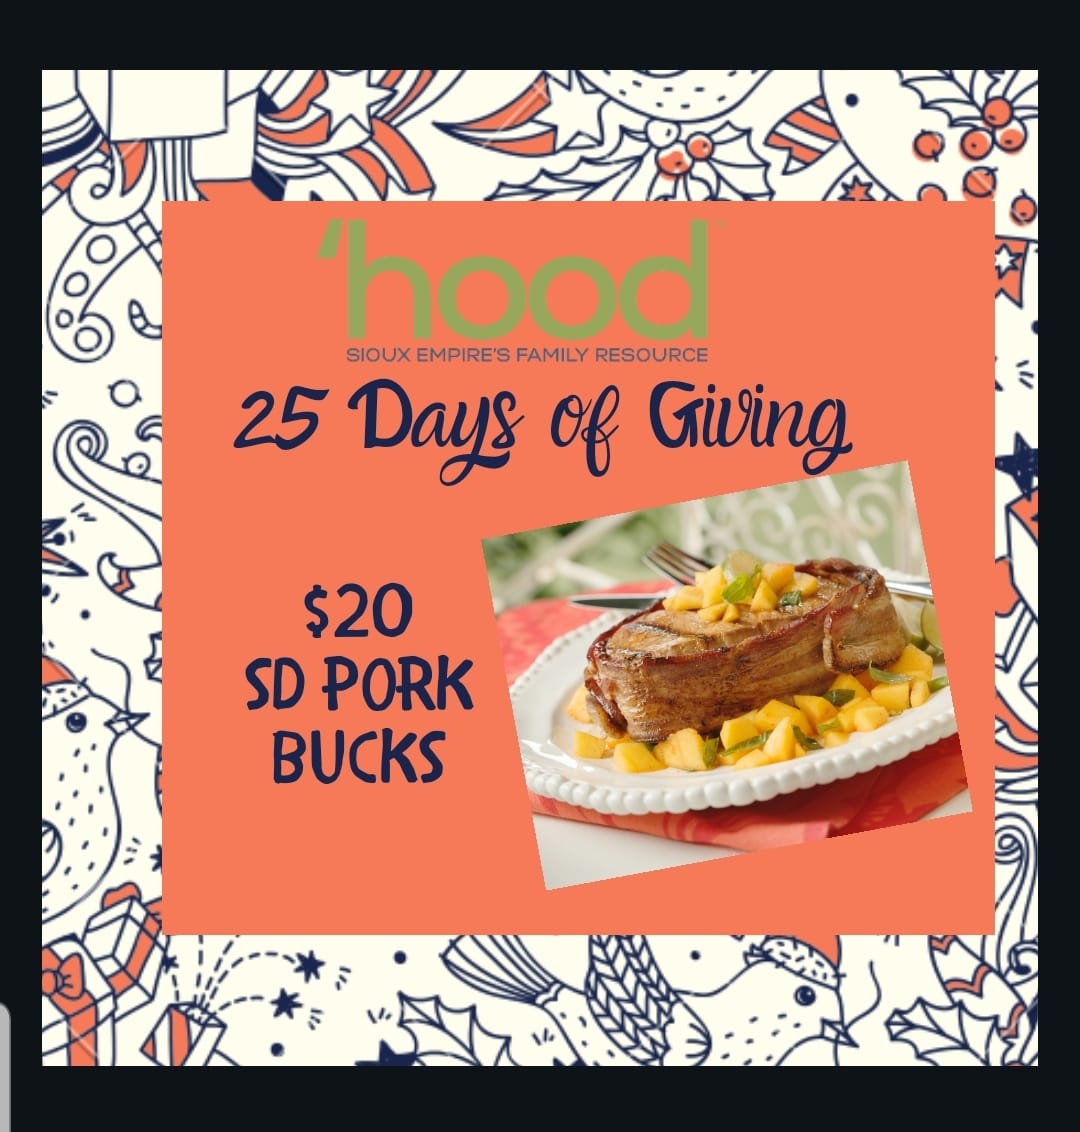 'hood
SIOUX EMPIRE'S FAMILY RESOURCE
25 Days of Giving
$20
SD PORK
BUCKS